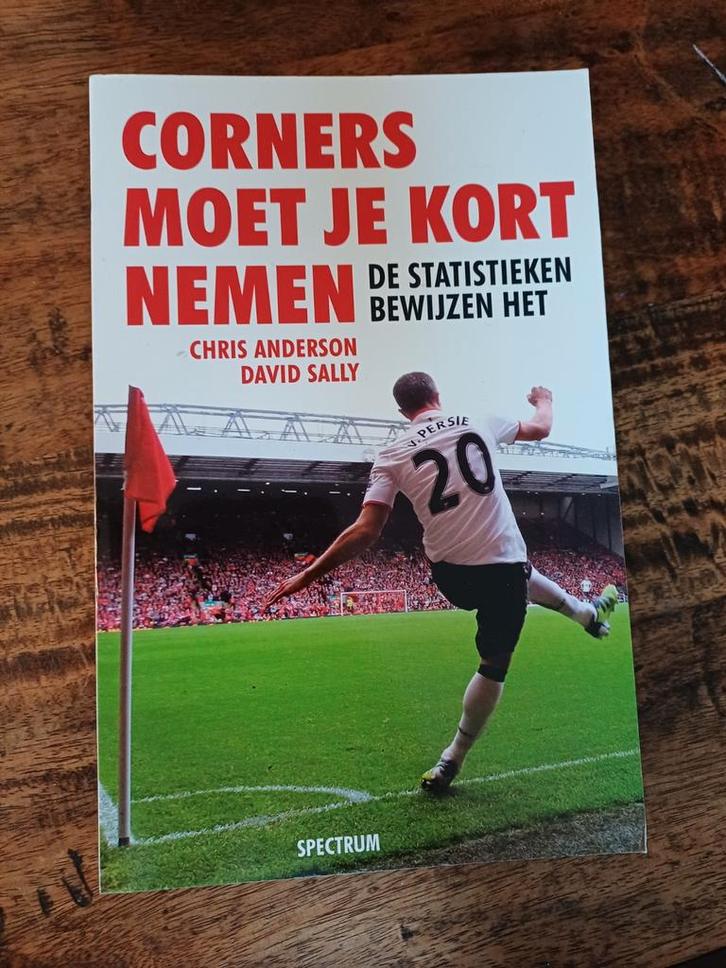 CORNERS
MOET JE KORT
NEMEN
DE STATISTIEKEN
BEWIJZEN HET
CHRIS ANDERSON
DAVID SALLY
V.PERSIE
20
SPECTRUM